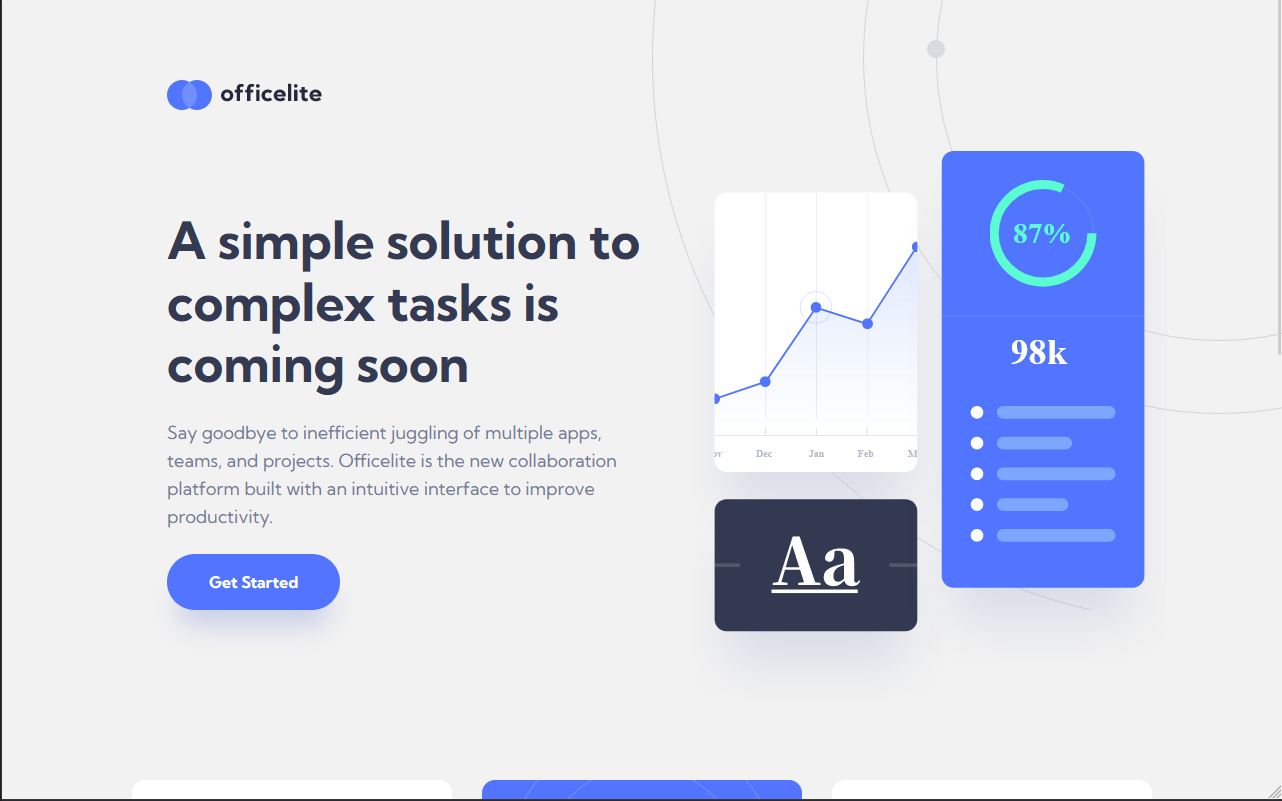 officelite
A simple solution to
complex tasks is
coming soon
Say goodbye to inefficient juggling of multiple apps,
teams, and projects. Officelite is the new collaboration
platform built with an intuitive interface to improve
productivity.
Get Started
Dec Jan Feb
Aa
87%
98k